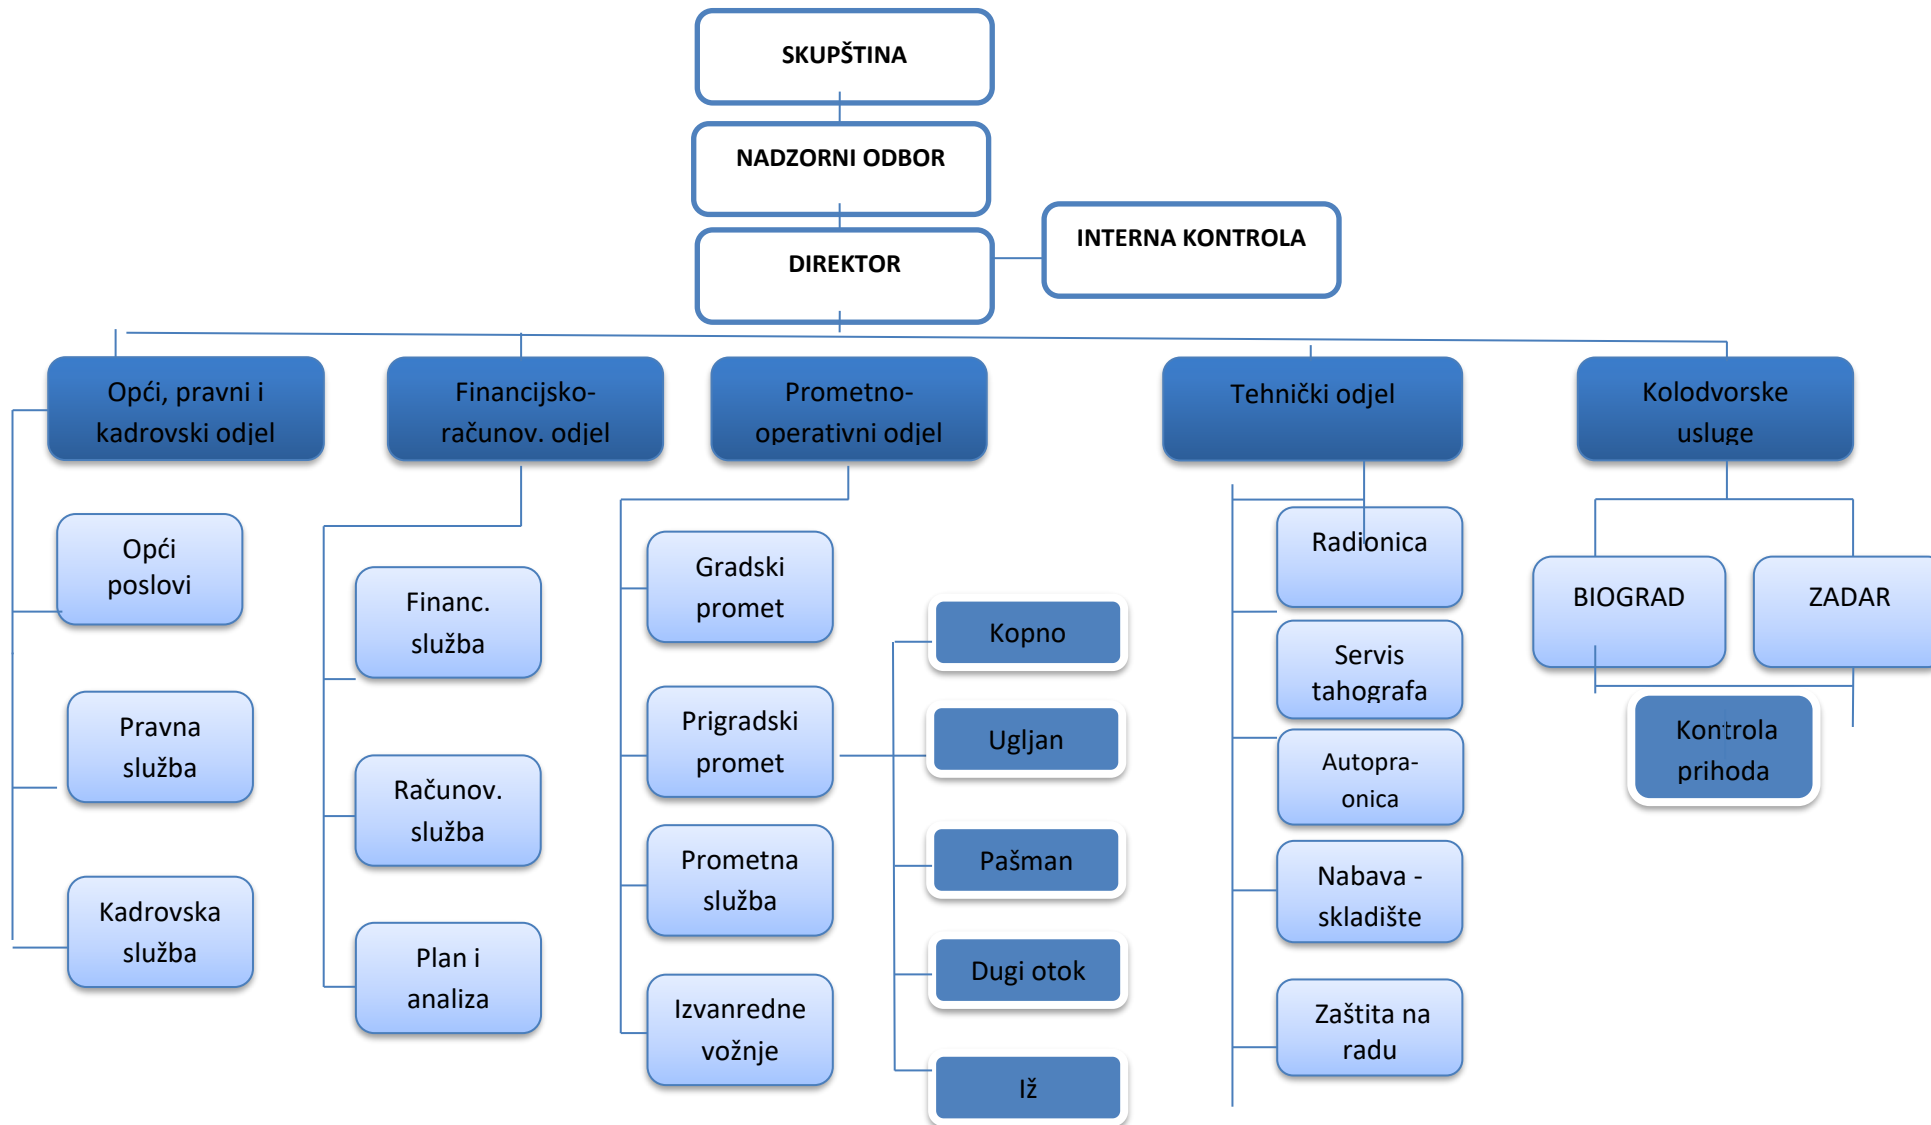 SKUPŠTINA
NADZORNI ODBOR
DIREKTOR
INTERNA KONTROLA
Opći, pravni i
kadrovski odjel
Opći
poslovi
Pravna
služba
Kadrovska
služba
Financijsko-
računov. odjel
Financ.
služba
Računov.
služba
Plan i
analiza
Prometno-
operativni odjel
Gradski
promet
Prigradski
promet
Prometna
služba
Izvanredne
vožnje
Kopno
Ugljan
Pašman
Dugi otok
Iž
Tehnički odjel
Radionica
Servis
tahografa
Autopra-
onica
Nabava -
skladište
Zaštita na
radu
Kolodvorske
usluge
BIOGRAD
ZADAR
Kontrola
prihoda